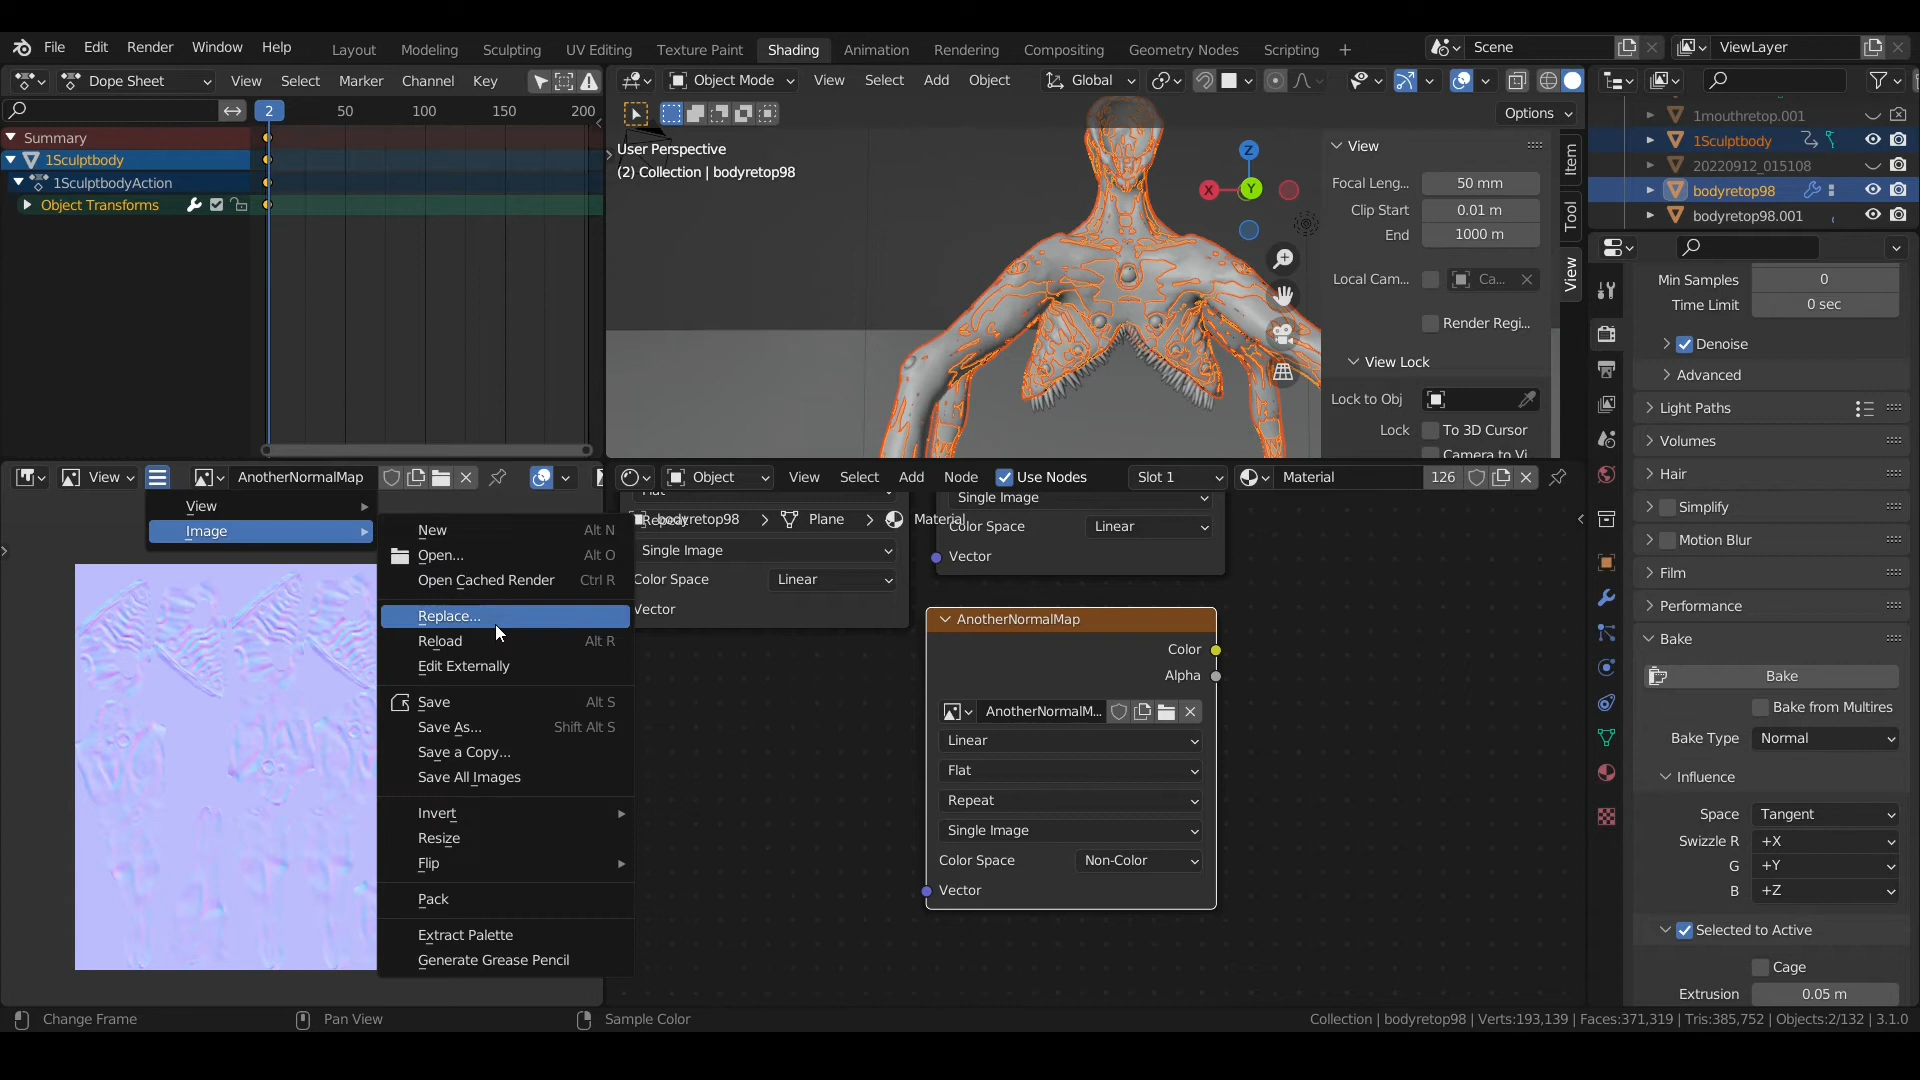 File Edit Render Window Help Layout Modeling Sculpting UV Editing Texture Paint Shading Animation Rendering Compositing Geometry Nodes Scripting + Scene ViewLayer
Dope Sheet View Select Marker Channel Key
2 50 100 150 200
Summary
1Sculptbody
1SculptbodyAction
Object Transforms
Object Mode View Select Add Object Global
Options
User Perspective
(2) Collection | bodyretop98
Z
X
Y
View
Focal Leng... 50 mm
Clip Start 0.01 m
End 1000 m
Local Cam... Ca...
Render Regi...
View Lock
Lock to Obj
Lock To 3D Cursor
Camera to Vi
Item
Tool
View
1mouthretop.001
1Sculptbody
20220912_015108
bodyretop98
bodyretop98.001
Min Samples 0
Time Limit 0 sec
Denoise
Advanced
Light Paths
Volumes
Hair
Simplify
Motion Blur
Film
Performance
Bake
Bake
Bake from Multires
Bake Type Normal
Influence
Space Tangent
Swizzle R +X
G +Y
B +Z
Selected to Active
Cage
Extrusion 0.05 m
View AnotherNormalMap
View
Image
New Alt N
Open... Alt O
Open Cached Render Ctrl R
Replace...
Reload Alt R
Edit Externally
Save Alt S
Save As... Shift Alt S
Save a Copy...
Save All Images
Invert
Resize
Flip
Pack
Extract Palette
Generate Grease Pencil
Object View Select Add Node Use Nodes Slot 1 Material 126
Flat
bodyretop98 > Plane > Material
Repeat
Single Image
Color Space Linear
Vector
Single Image
Color Space Linear
Vector
AnotherNormalMap
Color
Alpha
AnotherNormalM...
Linear
Flat
Repeat
Single Image
Color Space Non-Color
Vector
Change Frame Pan View Sample Color Collection | bodyretop98 | Verts:193,139 | Faces:371,319 | Tris:385,752 | Objects:2/132 | 3.1.0